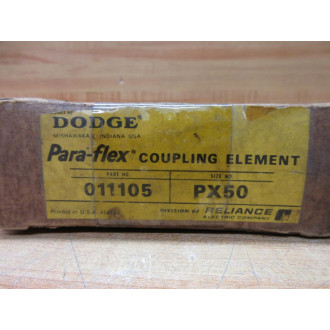 DODGE®
MISHAWAKA, INDIANA USA
Para-flex® COUPLING ELEMENT
PART NO. SIZE NO.
011105 PX50
Printed in U.S.A. DIVISION OF RELIANCE
ELECTRIC COMPANY